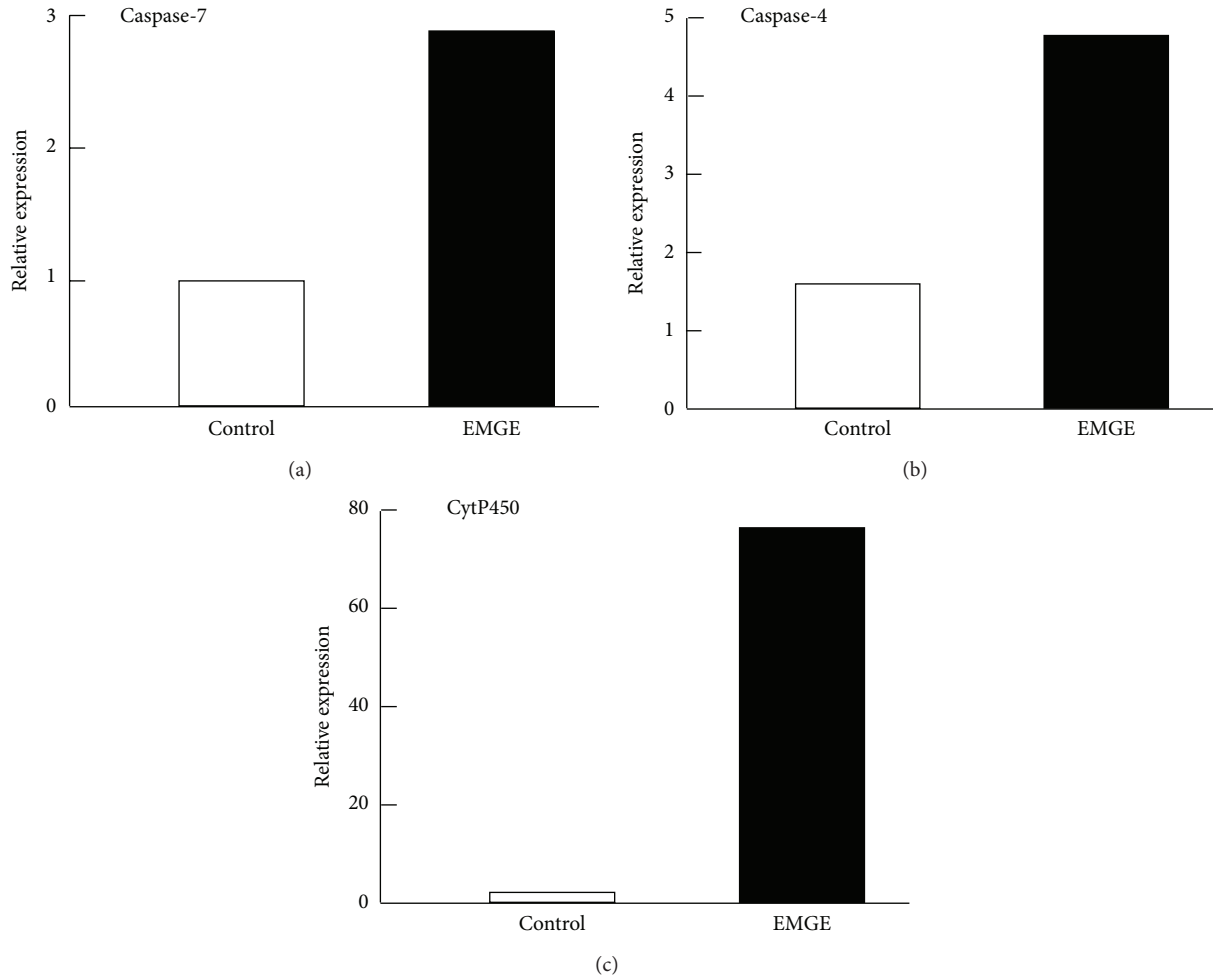 Caspase-7
3
2
1
0
Relative expression
Control
EMGE
(a)
Caspase-4
5
4
3
2
1
0
Relative expression
Control
EMGE
(b)
CytP450
80
60
40
20
0
Relative expression
Control
EMGE
(c)